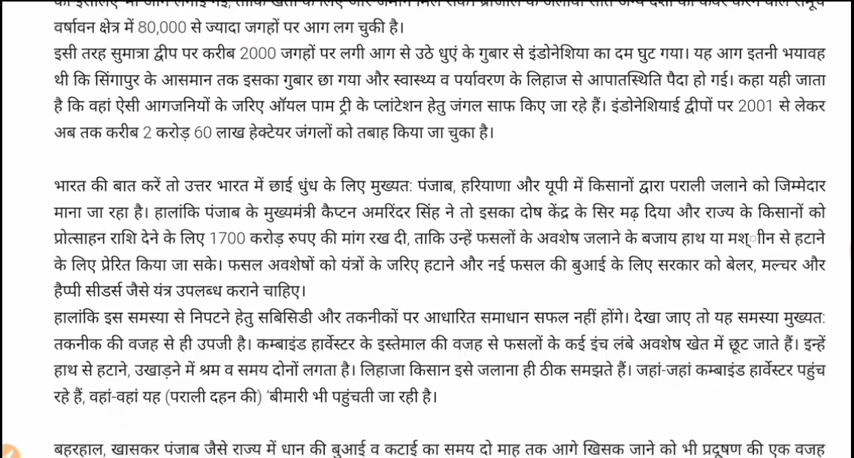 वर्षावन क्षेत्र में 80,000 से ज्यादा जगहों पर आग लग चुकी है।
इसी तरह सुमात्रा द्वीप पर करीब 2000 जगहों पर लगी आग से उठे धुएं के गुबार से इंडोनेशिया का दम घुट गया। यह आग इतनी भयावह
थी कि सिंगापुर के आसमान तक इसका गुबार छा गया और स्वास्थ्य व पर्यावरण के लिहाज से आपातस्थिति पैदा हो गई। कहा यही जाता
है कि वहां ऐसी आगजनियों के जरिए ऑयल पाम ट्री के प्लांटेशन हेतु जंगल साफ किए जा रहे हैं। इंडोनेशियाई द्वीपों पर 2001 से लेकर
अब तक करीब 2 करोड़ 60 लाख हेक्टेयर जंगलों को तबाह किया जा चुका है।
भारत की बात करें तो उत्तर भारत में छाई धुंध के लिए मुख्यत: पंजाब, हरियाणा और यूपी में किसानों द्वारा पराली जलाने को जिम्मेदार
माना जा रहा है। हालांकि पंजाब के मुख्यमंत्री कैप्टन अमरिंदर सिंह ने तो इसका दोष केंद्र के सिर मढ़ दिया और राज्य के किसानों को
प्रोत्साहन राशि देने के लिए 1700 करोड़ रुपए की मांग रख दी, ताकि उन्हें फसलों के अवशेष जलाने के बजाय हाथ या मश्ाीन से हटाने
के लिए प्रेरित किया जा सके। फसल अवशेषों को यंत्रों के जरिए हटाने और नई फसल की बुआई के लिए सरकार को बेलर, मल्चर और
हैप्पी सीडर्स जैसे यंत्र उपलब्ध कराने चाहिए।
हालांकि इस समस्या से निपटने हेतु सबिसिडी और तकनीकों पर आधारित समाधान सफल नहीं होंगे। देखा जाए तो यह समस्या मुख्यत:
तकनीक की वजह से ही उपजी है। कम्बाइंड हार्वेस्टर के इस्तेमाल की वजह से फसलों के कई इंच लंबे अवशेष खेत में छूट जाते हैं। इन्हें
हाथ से हटाने, उखाड़ने में श्रम व समय दोनों लगता है। लिहाजा किसान इसे जलाना ही ठीक समझते हैं। जहां-जहां कम्बाइंड हार्वेस्टर पहुंच
रहे हैं, वहां-वहां यह (पराली दहन की) 'बीमारी भी पहुंचती जा रही है।
बहरहाल, खासकर पंजाब जैसे राज्य में धान की बुआई व कटाई का समय दो माह तक आगे खिसक जाने को भी प्रदूषण की एक वजह